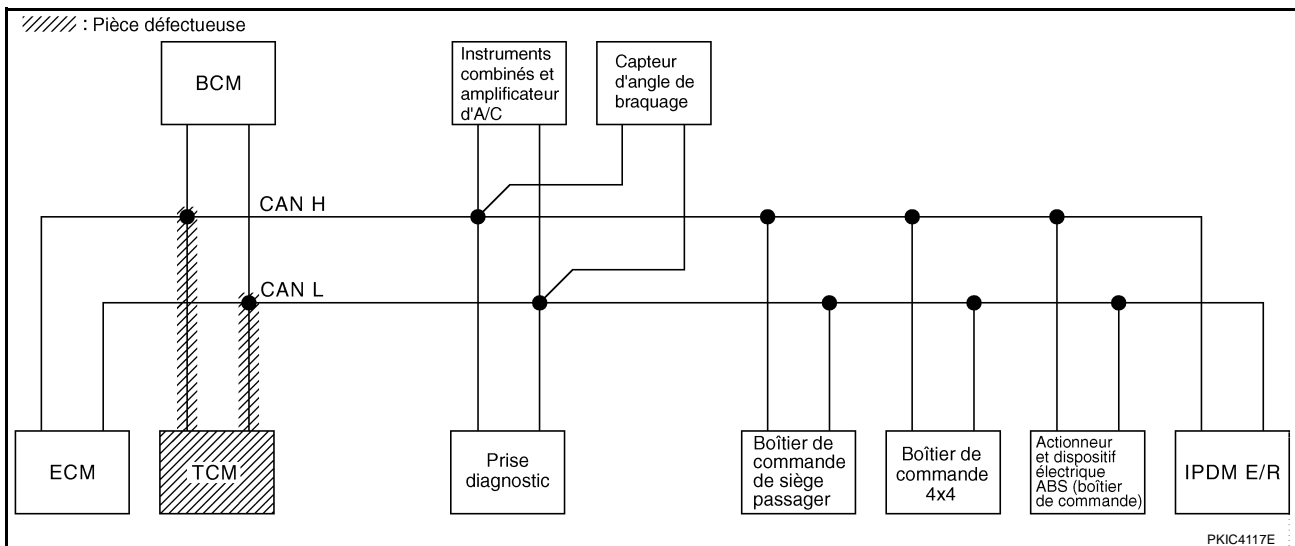 : Pièce défectueuse
BCM
Instruments
combinés et
amplificateur
d'A/C
Capteur
d'angle de
braquage
CAN H
CAN L
ECM
TCM
Prise
diagnostic
Boîtier de
commande
de siège
passager
Boîtier de
commande
4x4
Actionneur
et dispositif
électrique
ABS (boîtier
de commande)
IPDM E/R
PKIC4117E